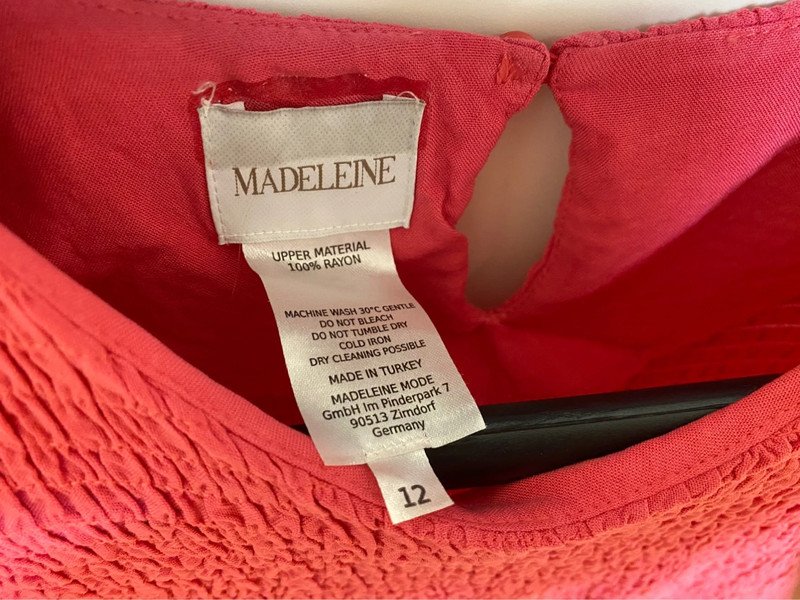 MADELEINE
UPPER MATERIAL
100% RAYON
MACHINE WASH 30°C GENTLE
DO NOT BLEACH
DO NOT TUMBLE DRY
COLD IRON
DRY CLEANING POSSIBLE
MADE IN TURKEY
MADELEINE MODE
GmbH Im Pinderpark 7
90513 Zirndorf
Germany
12